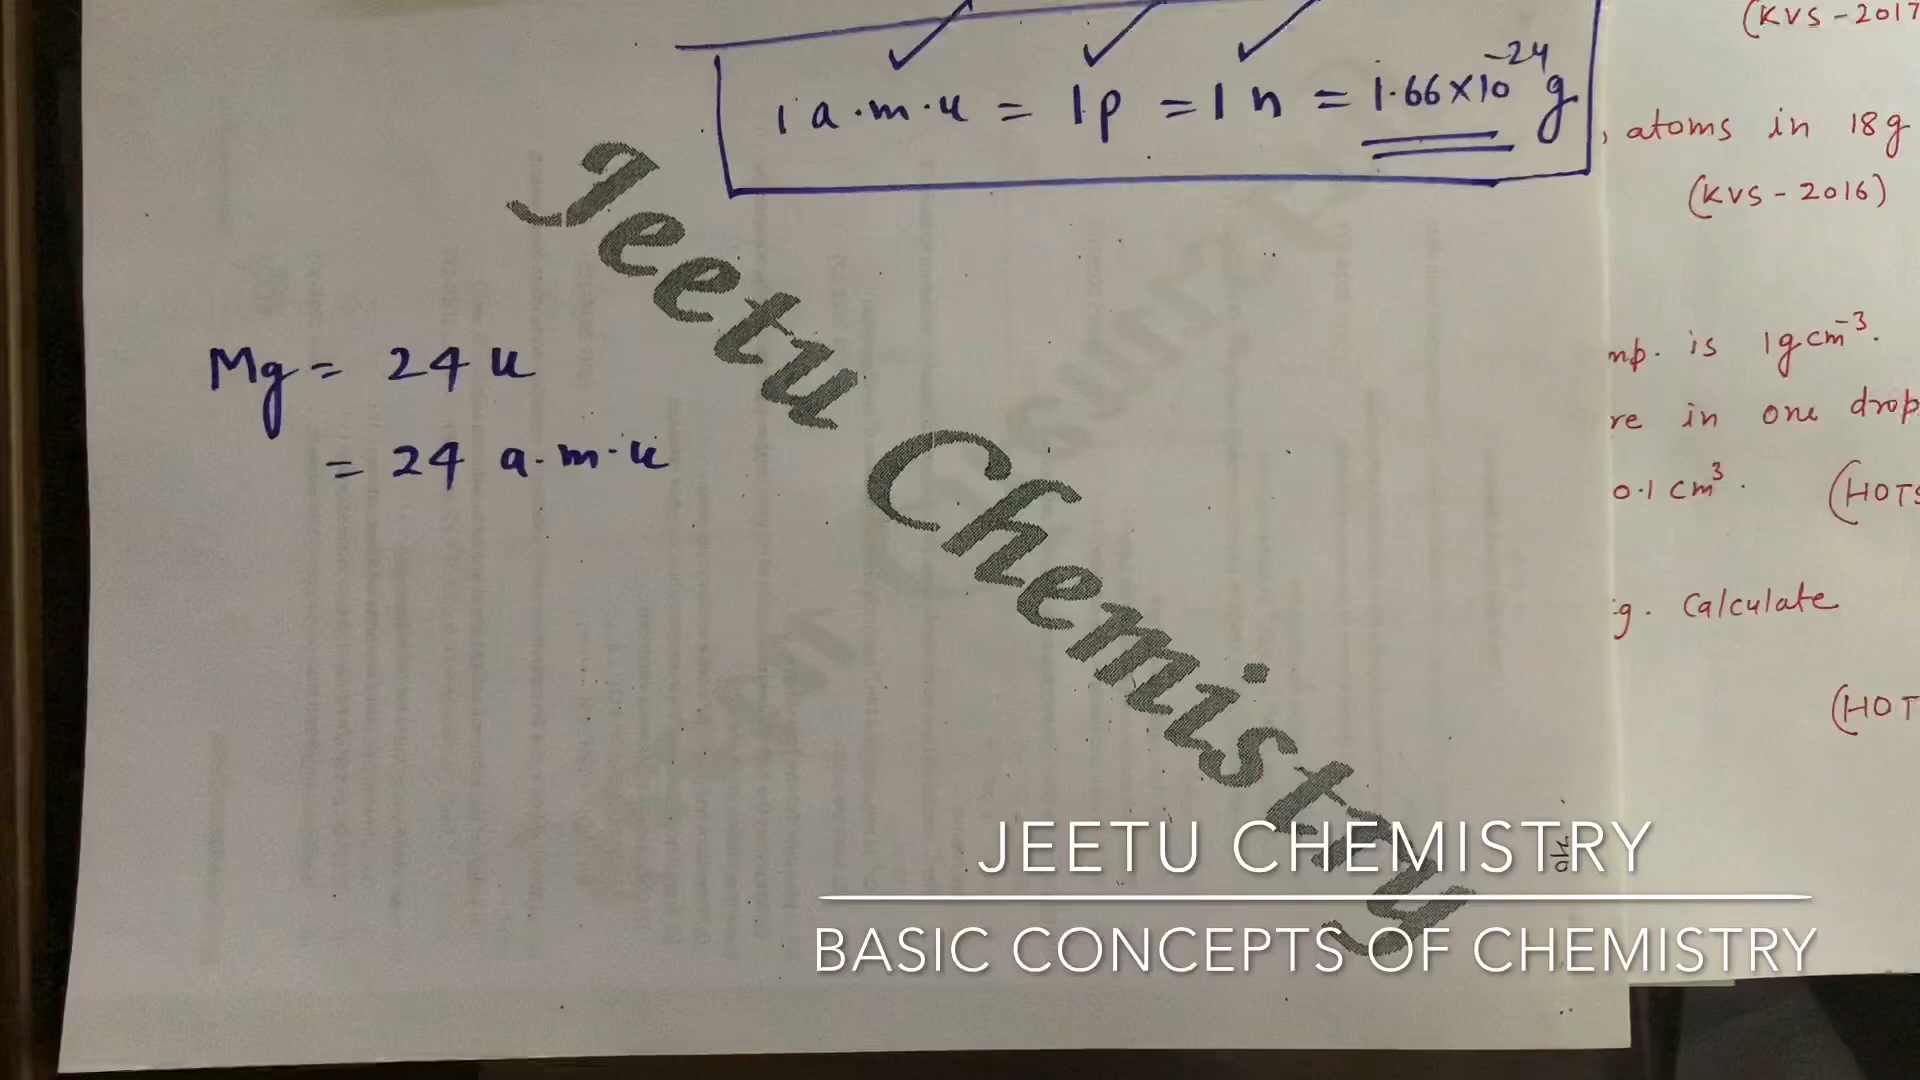 1 a.m.u = 1p = 1n = 1.66×10⁻²⁴ g
Mg = 24 u
= 24 a.m.u
(KVS-2017
, atoms in 18g
(KVS-2016)
mp. is 1g cm⁻³.
re in one drop
0.1 cm³. (HOTS
g. Calculate
(HOT
Jeetu Chemistry
JEETU CHEMISTRY
BASIC CONCEPTS OF CHEMISTRY